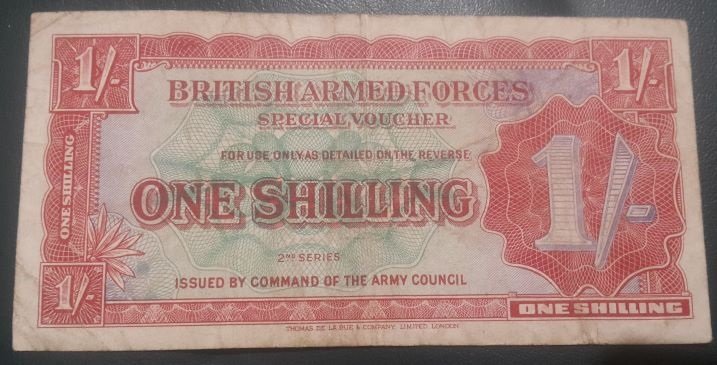 1/-
1/-
BRITISH ARMED FORCES
SPECIAL VOUCHER
FOR USE ONLY AS DETAILED ON THE REVERSE
ONE SHILLING
ONE SHILLING
1/-
2ND SERIES
ISSUED BY COMMAND OF THE ARMY COUNCIL
1/-
ONE SHILLING
THOMAS DE LA RUE & COMPANY, LIMITED, LONDON